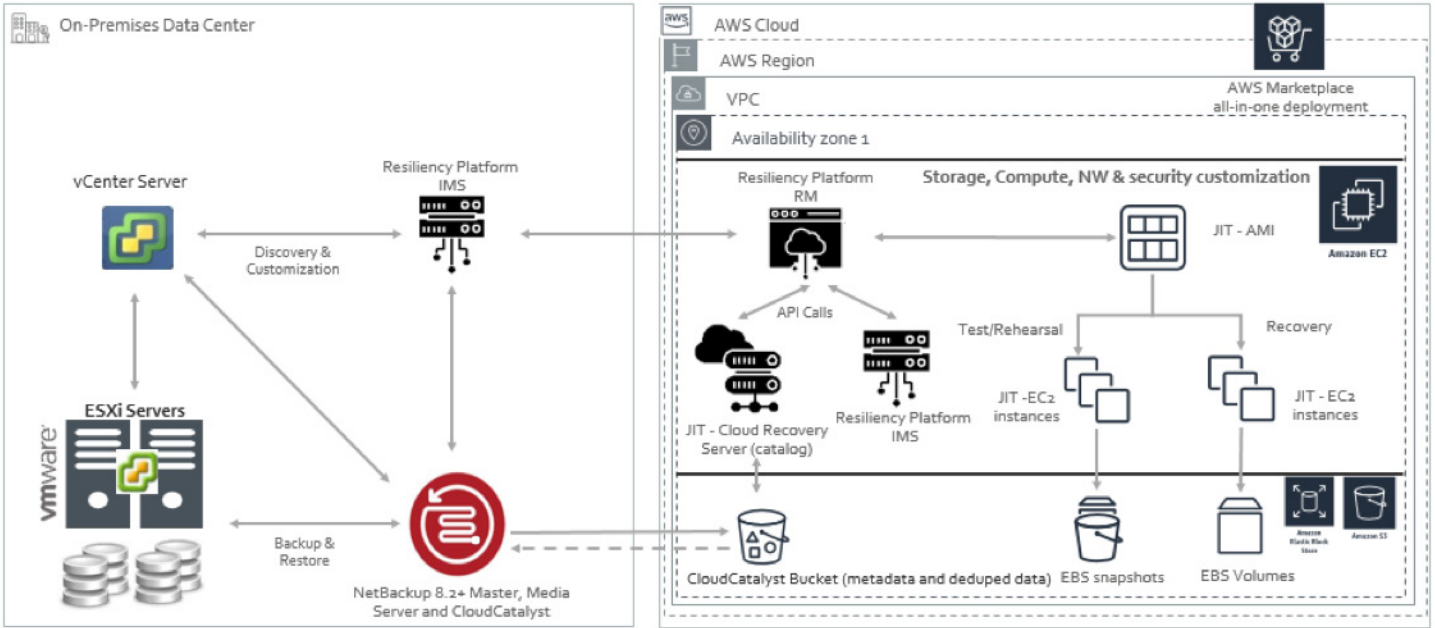 On-Premises Data Center
vCenter Server
Resiliency Platform
IMS
Discovery &
Customization
ESXi Servers
vmware
Backup &
Restore
NetBackup 8.2+ Master, Media
Server and CloudCatalyst
aws
AWS Cloud
AWS Region
VPC
Availability zone 1
AWS Marketplace
all-in-one deployment
Resiliency Platform
RM
Storage, Compute, NW & security customization
JIT - AMI
Amazon EC2
API Calls
Test/Rehearsal
Recovery
JIT - Cloud Recovery
Server (catalog)
Resiliency Platform
IMS
JIT -EC2
instances
JIT - EC2
instances
Amazon
Elastic Block
Store
Amazon S3
CloudCatalyst Bucket (metadata and deduped data)
EBS snapshots
EBS Volumes